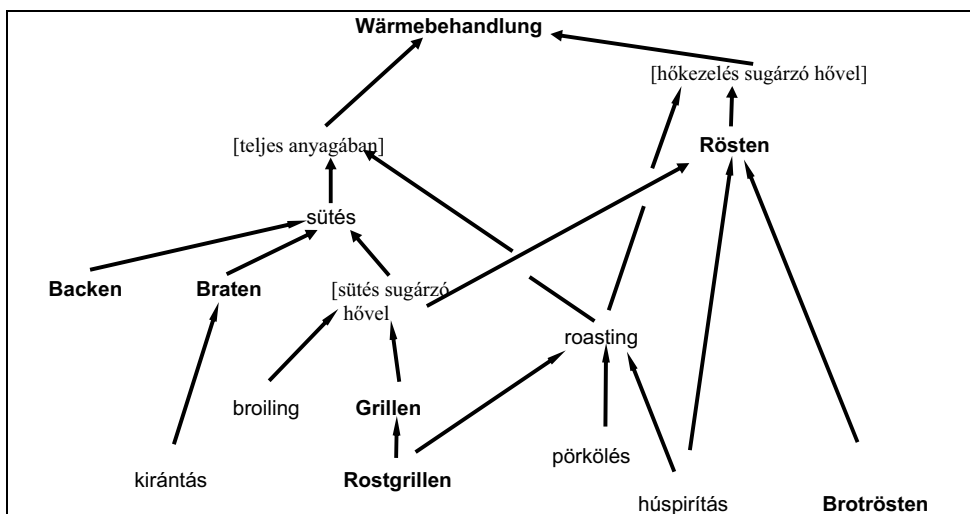 Wärmebehandlung
[hőkezelés sugárzó hővel]
[teljes anyagában]
Rösten
sütés
Backen
Braten
[sütés sugárzó
hővel
roasting
broiling
Grillen
pörkölés
kirántás
Rostgrillen
húspirítás
Brotrösten